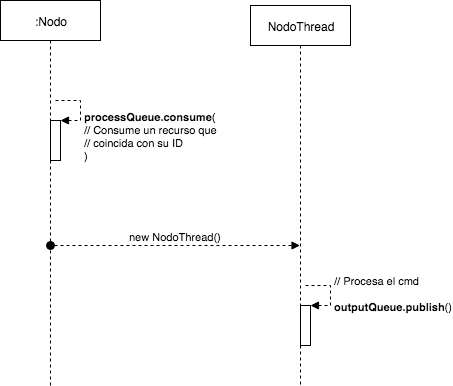 :Nodo
NodoThread
processQueue.consume(
// Consume un recurso que
// coincida con su ID
)
new NodoThread()
// Procesa el cmd
outputQueue.publish()